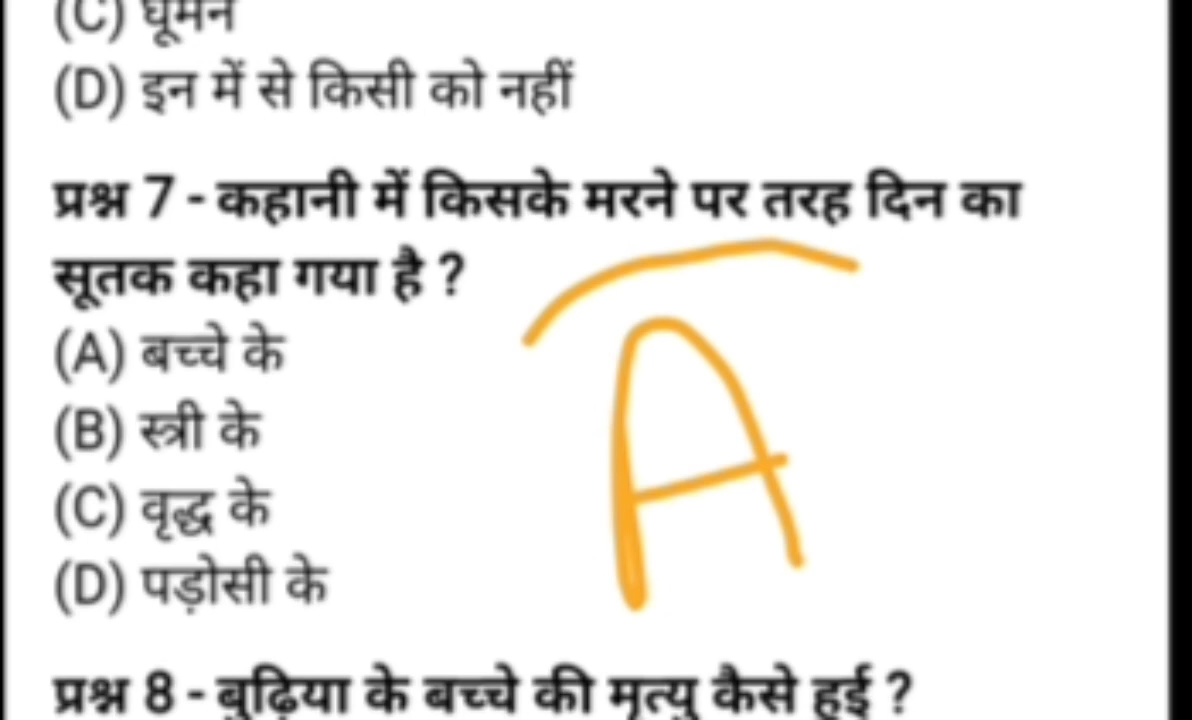 (C) घूमने
(D) इन में से किसी को नहीं
प्रश्न 7 - कहानी में किसके मरने पर तरह दिन का
सूतक कहा गया है ?
(A) बच्चे के
(B) स्त्री के
(C) वृद्ध के
(D) पड़ोसी के
A
प्रश्न 8 - बुढ़िया के बच्चे की मृत्यु कैसे हुई ?